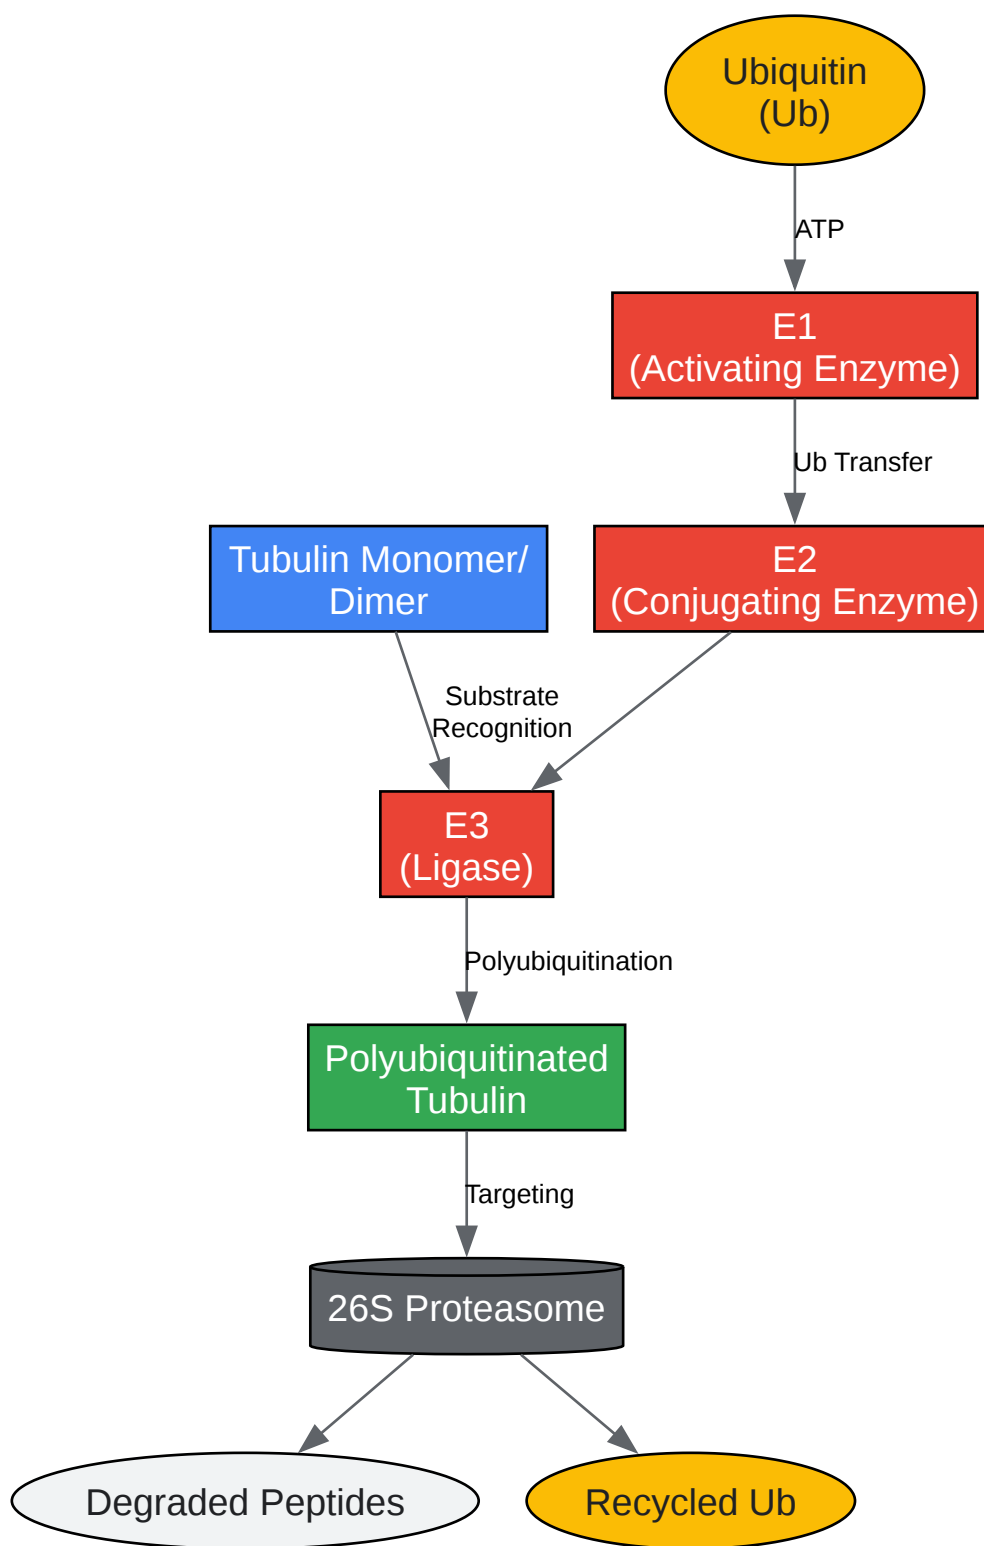 Ubiquitin
(Ub)
ATP
E1
(Activating Enzyme)
Ub Transfer
Tubulin Monomer/
Dimer
E2
(Conjugating Enzyme)
Substrate
Recognition
E3
(Ligase)
Polyubiquitination
Polyubiquitinated
Tubulin
Targeting
26S Proteasome
Degraded Peptides
Recycled Ub